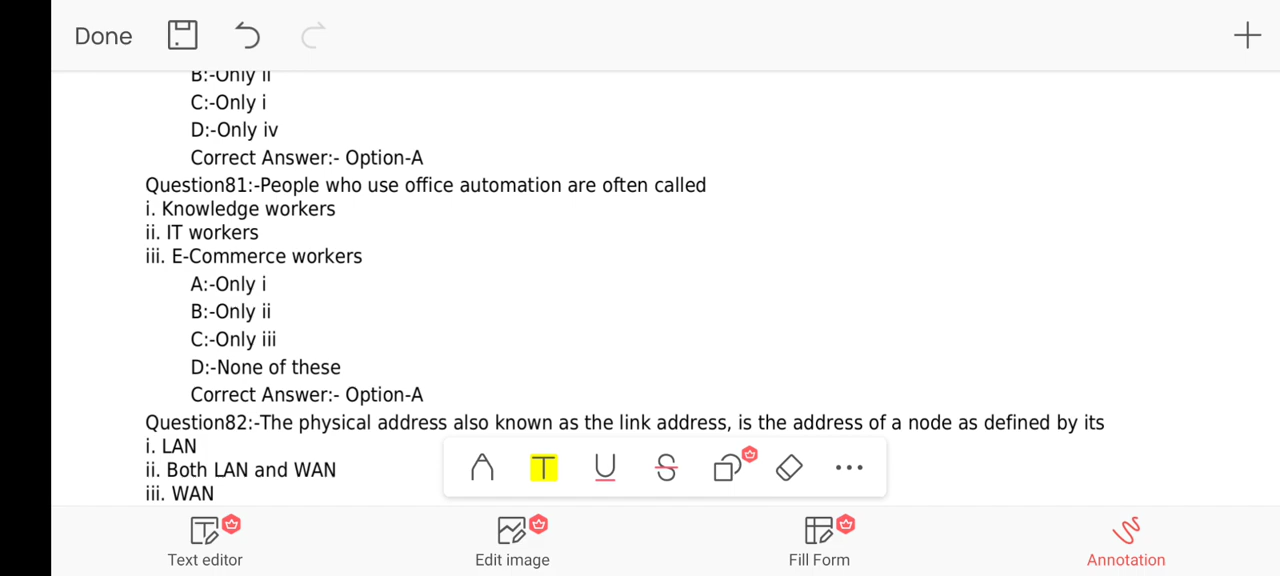 Done
B:-Only ii
C:-Only i
D:-Only iv
Correct Answer:- Option-A
Question81:-People who use office automation are often called
i. Knowledge workers
ii. IT workers
iii. E-Commerce workers
A:-Only i
B:-Only ii
C:-Only iii
D:-None of these
Correct Answer:- Option-A
Question82:-The physical address also known as the link address, is the address of a node as defined by its
i. LAN
ii. Both LAN and WAN
iii. WAN
Text editor
Edit image
Fill Form
Annotation